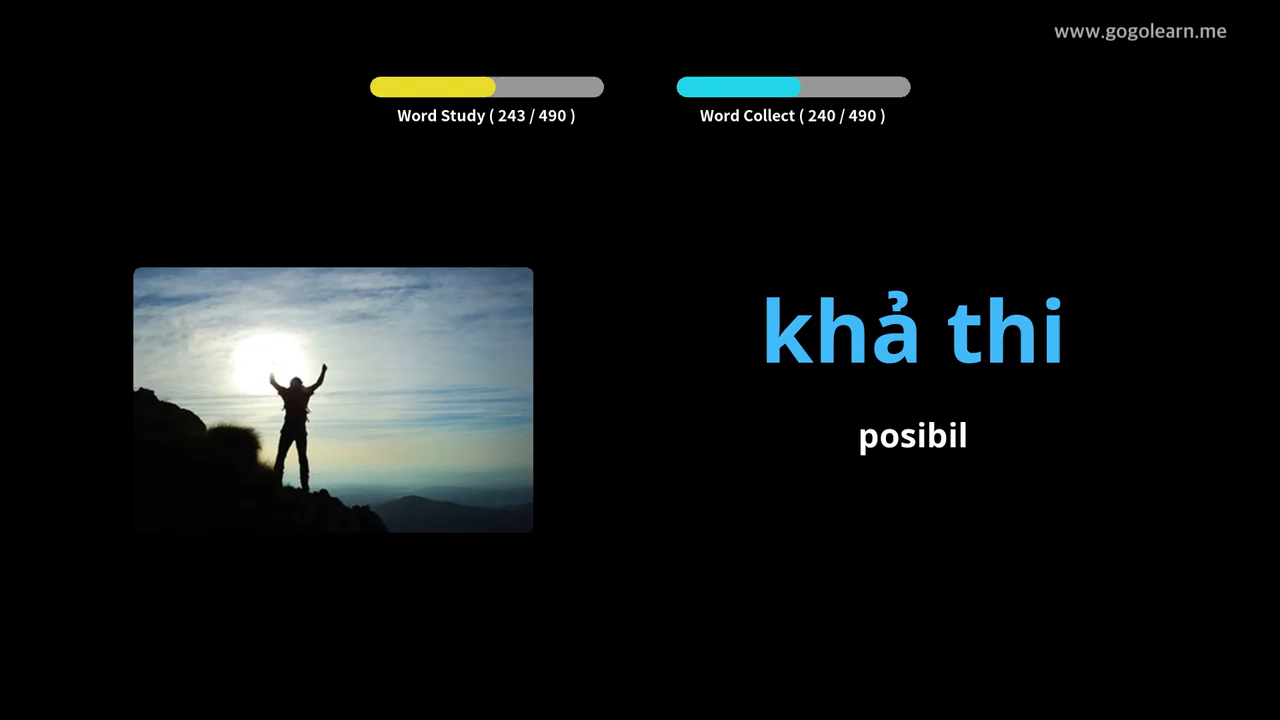 www.gogolearn.me
Word Study ( 243 / 490 )
Word Collect ( 240 / 490 )
khả thi
posibil